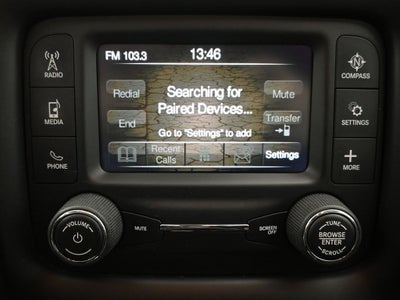 FM 103.3 13:46
RADIO
COMPASS
Redial
Searching for
Paired Devices...
Mute
MEDIA
SETTINGS
End
Transfer
Go to "Settings" to add
PHONE
Recent
Calls
Settings
MORE
VOLUME
MUTE
SCREEN
OFF
TUNE
BROWSE
ENTER
SCROLL